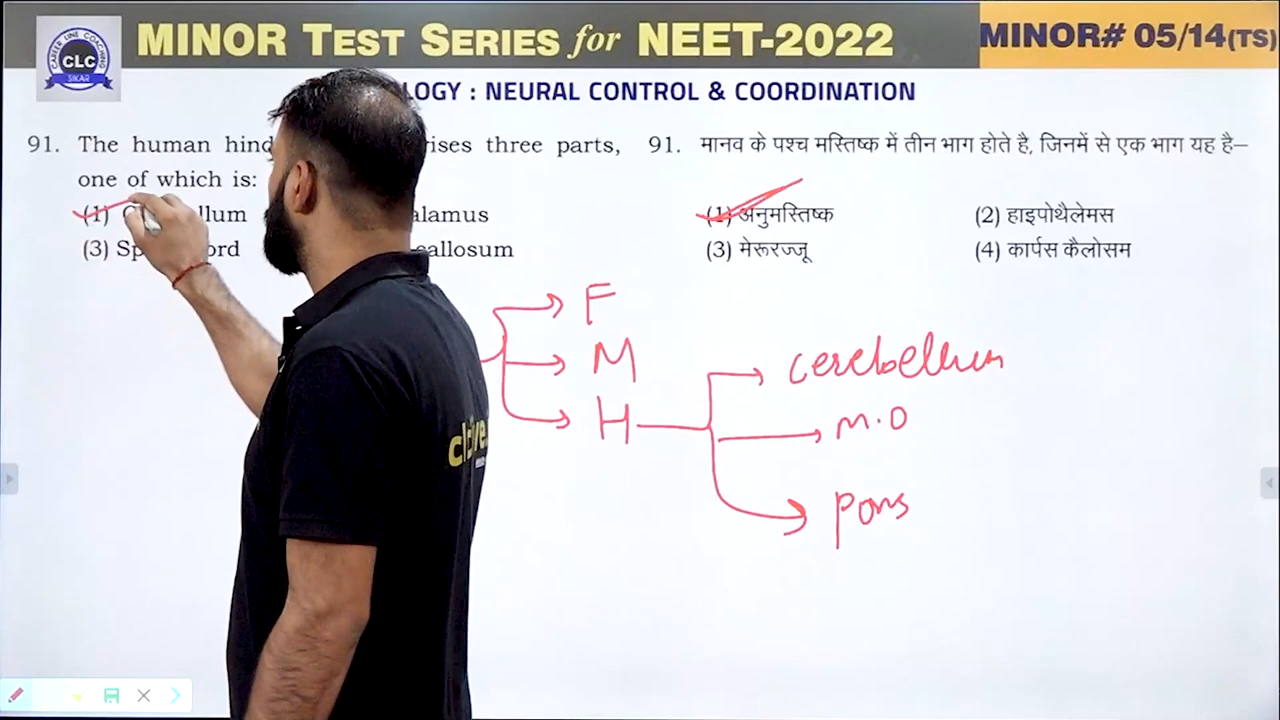 MINOR TEST SERIES for NEET-2022
MINOR# 05/14(TS)
CAREER LINE COACHING
CLC
SIKAR
LOGY : NEURAL CONTROL & COORDINATION
91. The human hind rises three parts,
one of which is:
(1) C llum alamus
(3) Sp ord callosum
91. मानव के पश्च मस्तिष्क में तीन भाग होते है, जिनमें से एक भाग यह है–
(1) अनुमस्तिष्क (2) हाइपोथैलेमस
(3) मेरूरज्जू (4) कार्पस कैलोसम
F
M
H
cerebellum
M.O
Pons